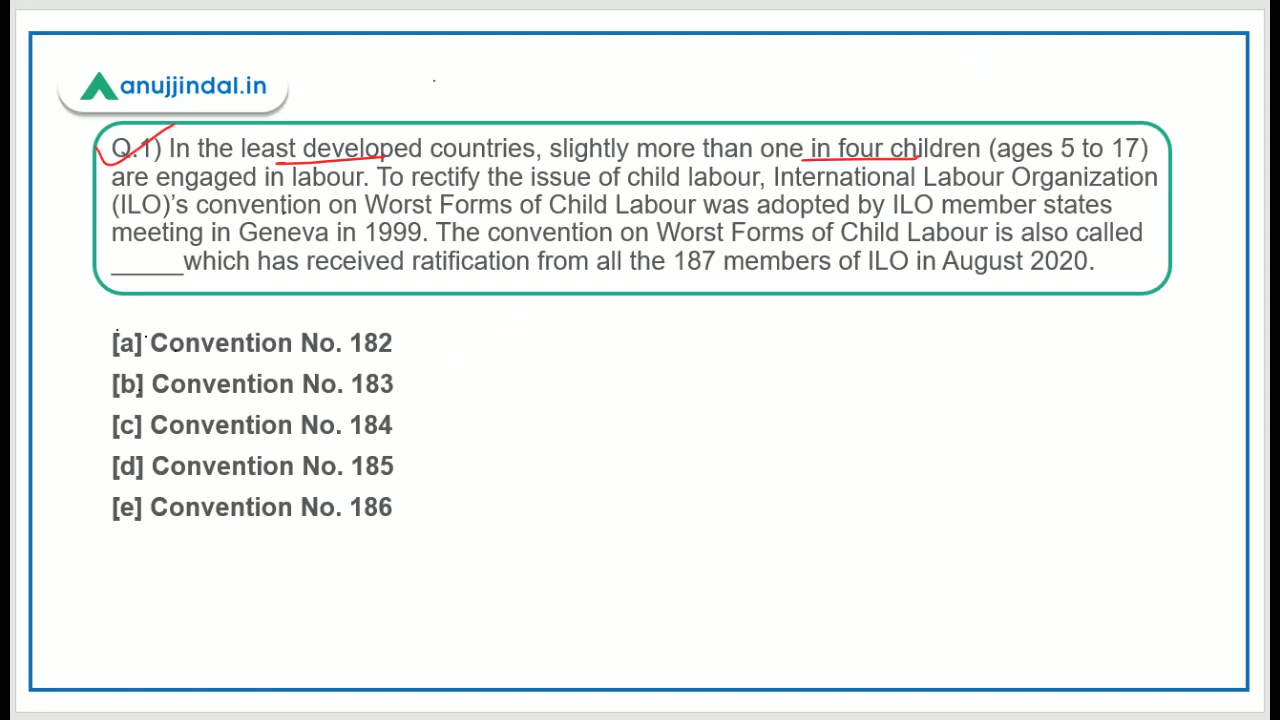 anujjindal.in
Q.1) In the least developed countries, slightly more than one in four children (ages 5 to 17)
are engaged in labour. To rectify the issue of child labour, International Labour Organization
(ILO)’s convention on Worst Forms of Child Labour was adopted by ILO member states
meeting in Geneva in 1999. The convention on Worst Forms of Child Labour is also called
_____which has received ratification from all the 187 members of ILO in August 2020.
[a] Convention No. 182
[b] Convention No. 183
[c] Convention No. 184
[d] Convention No. 185
[e] Convention No. 186